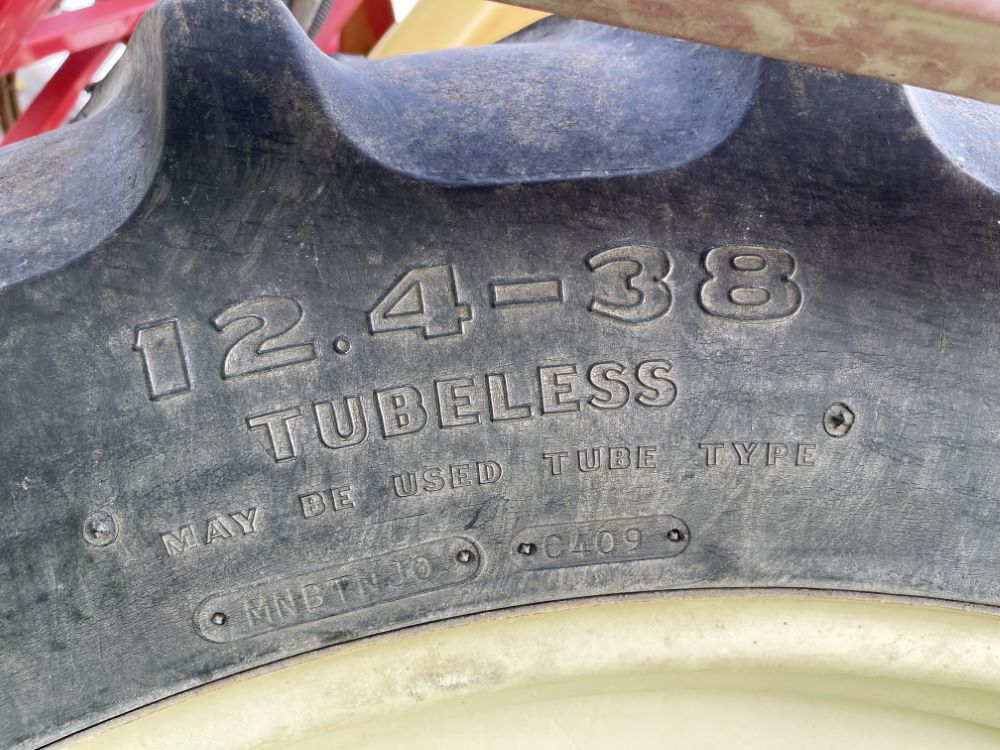 12.4-38
TUBELESS
MAY BE USED TUBE TYPE
MNBTNJ0 C409